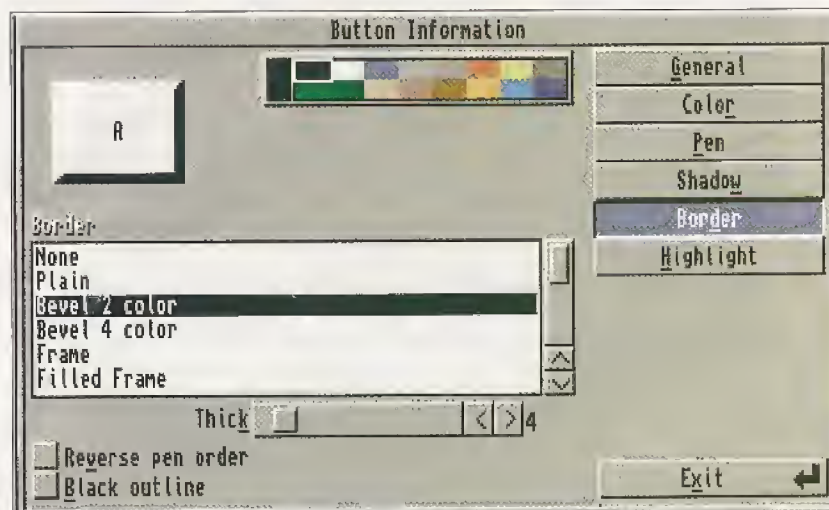 Button Information
A
General
Color
Pen
Shadow
Border
Highlight
Border
None
Plain
Bevel 2 color
Bevel 4 color
Frame
Filled Frame
Thick
< > 4
Reverse pen order
Black outline
Exit